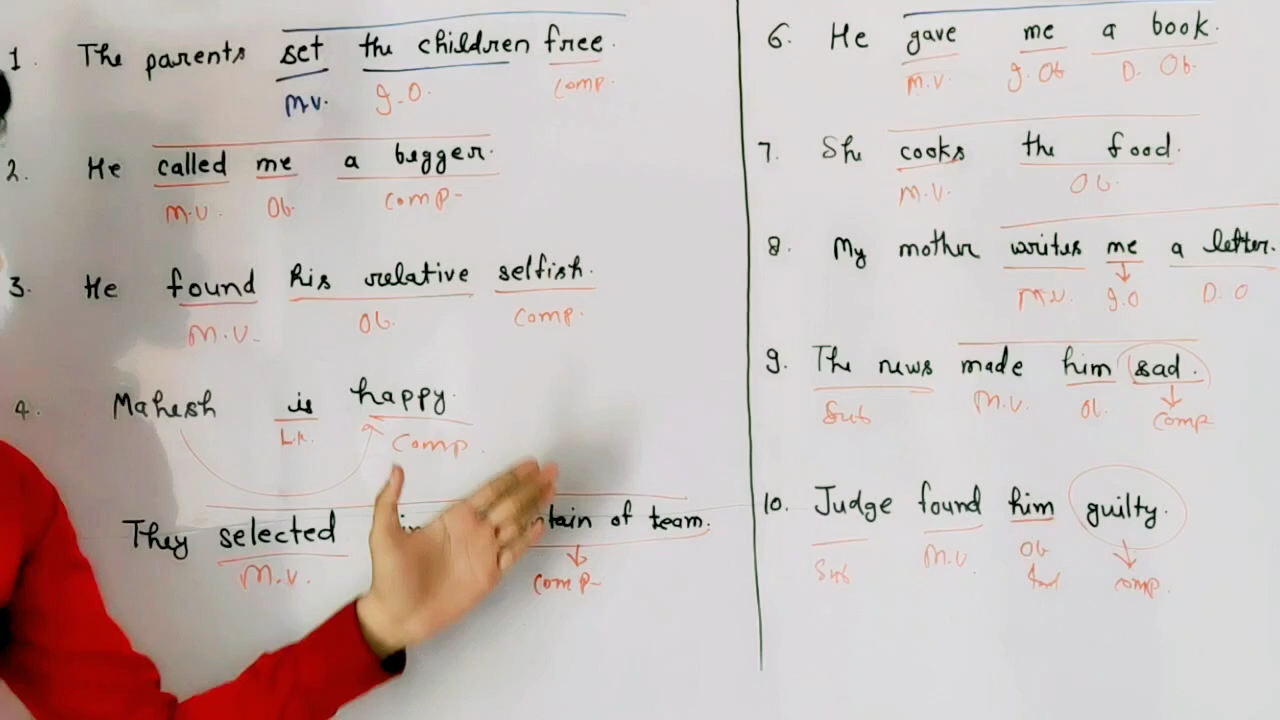 1. The parents set the children free.
m.v. I.O. comp.
2. He called me a begger.
M.V. Ob. comp-
3. He found his relative selfish.
M.V. Ob. Comp.
4. Mahesh is happy.
L.V. Comp.
They selected of team.
M.V. comp-
6. He gave me a book.
M.V. I.Ob D. Ob.
7. She cooks the food.
M.V. Ob.
8. My mother writes me a letter.
M.V. I.O D.O
9. The news made him sad.
Sub M.V. Ob. Comp
10. Judge found him guilty.
Sub M.V. Ob comp.